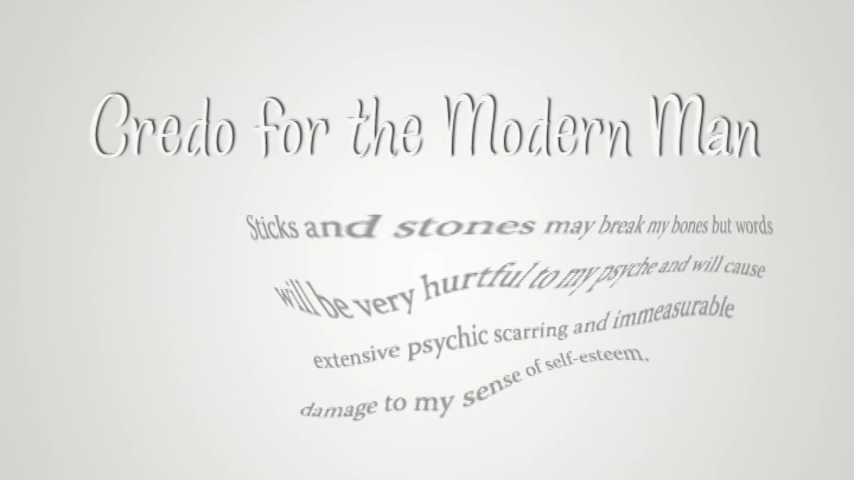 Credo for the Modern Man
Sticks and stones may break my bones but words
will be very hurtful to my psyche and will cause
extensive psychic scarring and immeasurable
damage to my sense of self-esteem.